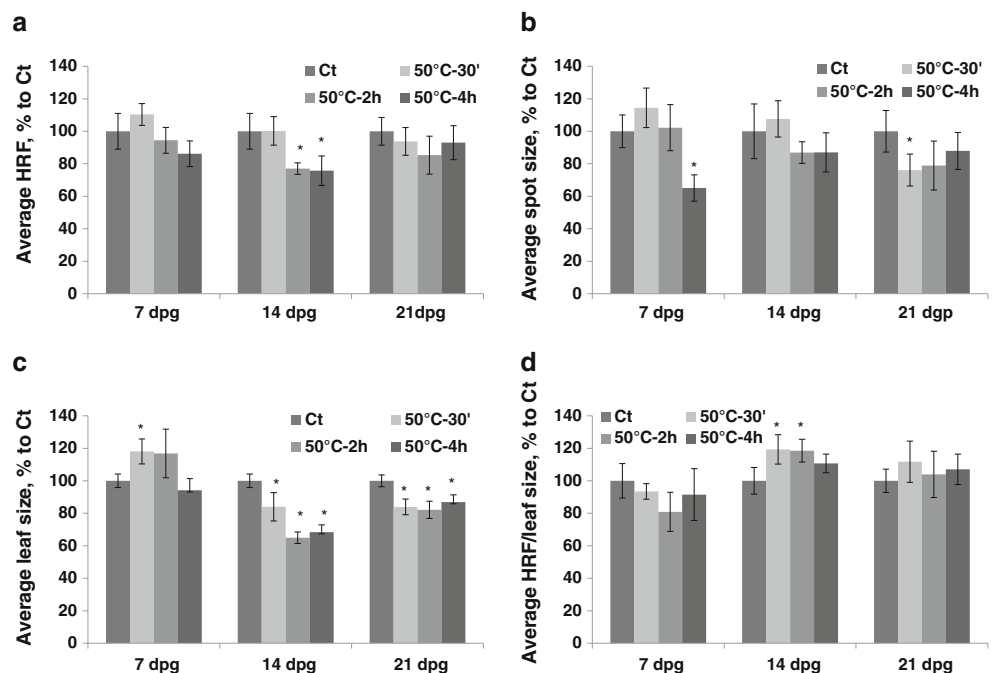 a
Average HRF, % to Ct
140
120
100
80
60
40
20
0
Ct
50°C-30'
50°C-2h
50°C-4h
*
*
7 dpg
14 dpg
21dpg
b
Average spot size, % to Ct
140
120
100
80
60
40
20
0
Ct
50°C-30'
50°C-2h
50°C-4h
*
*
7 dpg
14 dpg
21 dgp
c
Average leaf size, % to Ct
140
120
100
80
60
40
20
0
Ct
50°C-30'
50°C-2h
50°C-4h
*
*
*
*
*
*
*
7 dpg
14 dpg
21 dpg
d
Average HRF/leaf size, % to Ct
140
120
100
80
60
40
20
0
Ct
50°C-30'
50°C-2h
50°C-4h
*
*
7 dpg
14 dpg
21 dpg